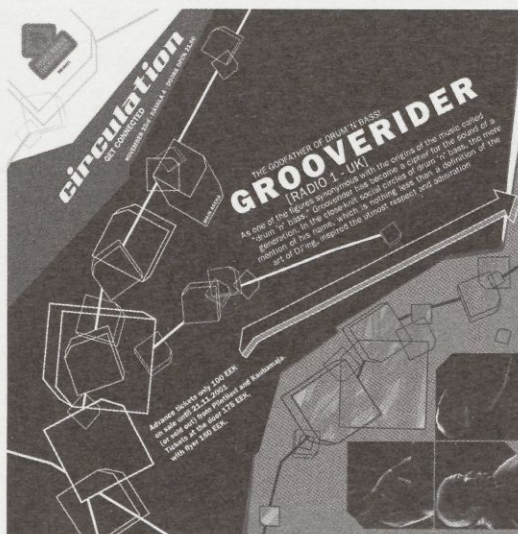 circulation
GET CONNECTED
THE GODFATHER OF DRUM 'N' BASS!
GROOVERIDER
[RADIO 1 - UK]
As one of the figures synonymous with the origins of the music called
"drum 'n' bass," Grooverider has become a cipher for the sound of a
generation. In the close-knit social circles of drum 'n' bass, the mere
mention of his name, which is nothing less than a definition of the
art of DJ'ing, inspired the utmost respect and admiration
Advance tickets only 100 EEK
on sale until 21.11.2001
(or sold out) from Piletilevi and Kaubamaja.
Tickets at the door 175 EEK,
with flyer 150 EEK.